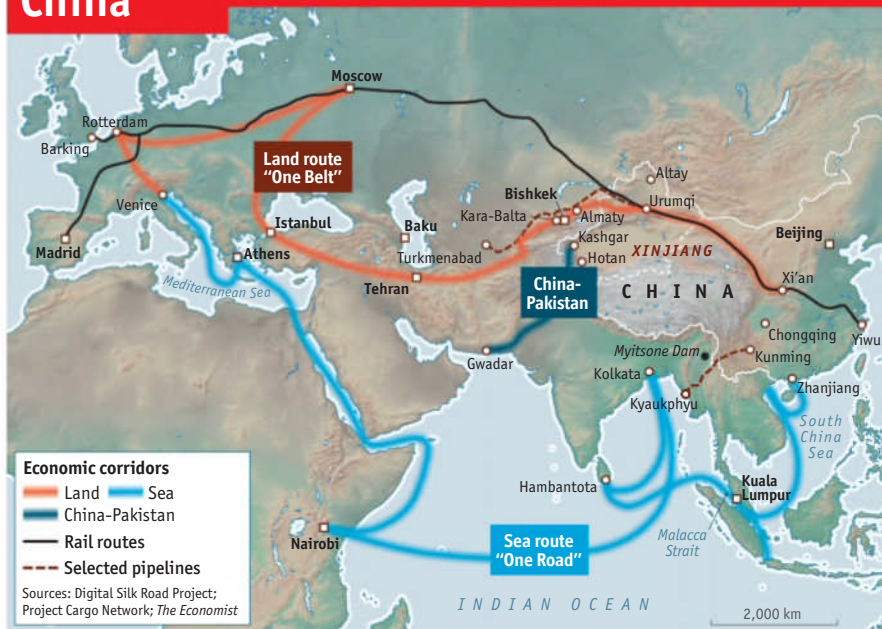 China
Moscow
Rotterdam
Barking
Land route
"One Belt"
Altay
Venice
Bishkek
Urumqi
Kara-Balta
Almaty
Istanbul
Baku
Kashgar
Beijing
Madrid
Athens
Turkmenabad
Hotan
XINJIANG
Mediterranean Sea
Tehran
China-
Pakistan
CHINA
Xi'an
Chongqing
Yiwu
Gwadar
Myitsone Dam
Kunming
Kolkata
Kyaukphyu
Zhanjiang
South
China
Sea
Economic corridors
Land
Sea
China-Pakistan
Rail routes
Selected pipelines
Sources: Digital Silk Road Project;
Project Cargo Network; The Economist
Hambantota
Kuala
Lumpur
Nairobi
Sea route
"One Road"
Malacca
Strait
INDIAN OCEAN
2,000 km